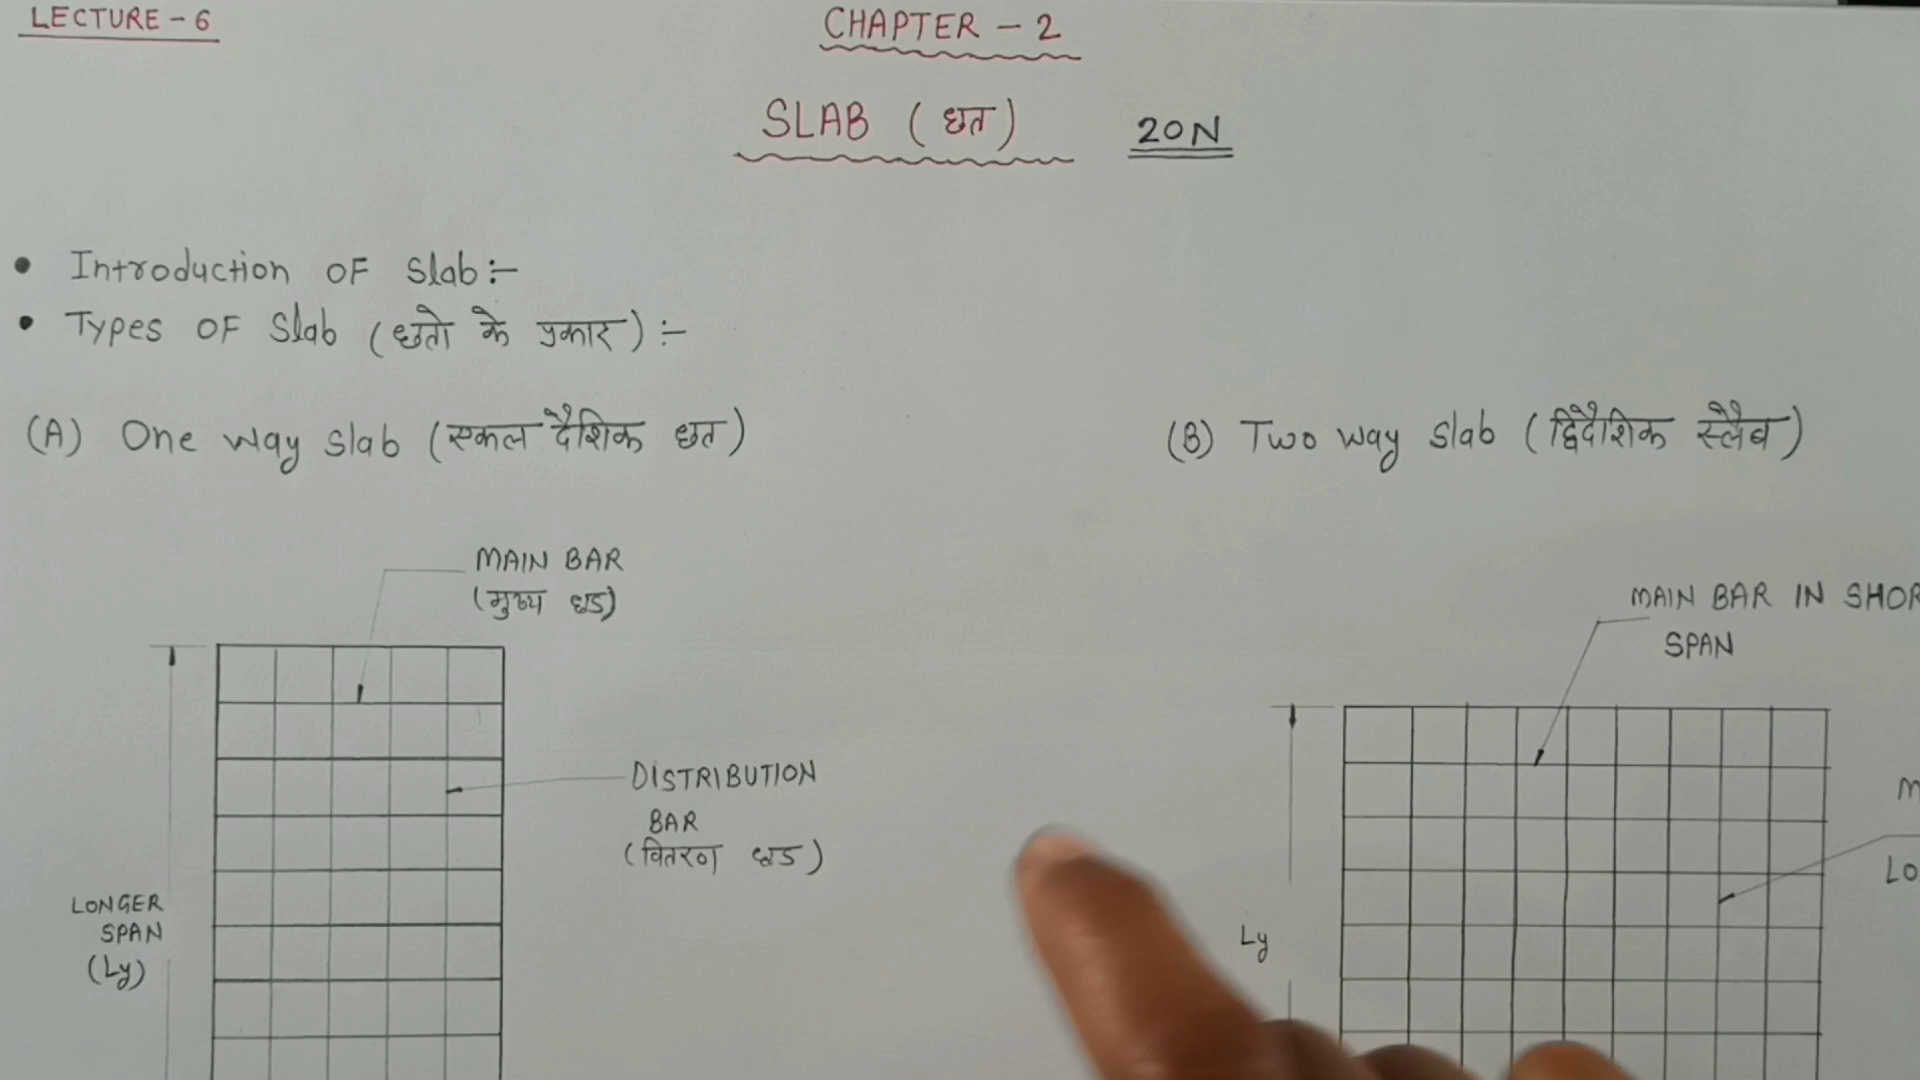 LECTURE - 6
CHAPTER - 2
SLAB (छत) 20N
• Introduction OF Slab:-
• Types OF Slab (छतो के प्रकार) :-
(A) One way slab (एकल दैशिक छत)
(B) Two way slab (द्विदैशिक स्लैब)
MAIN BAR
(मुख्य छड)
DISTRIBUTION
BAR
(वितरण छड)
LONGER
SPAN
(Ly)
MAIN BAR IN SHOR
SPAN
M
LO
Ly